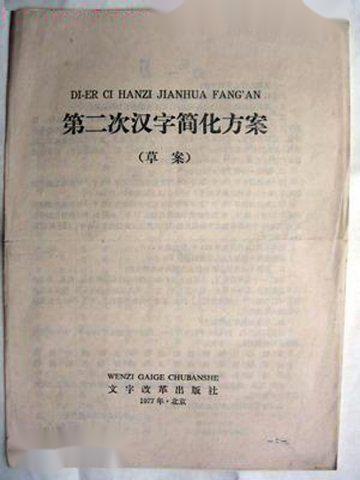 DI-ER CI HANZI JIANHUA FANG'AN
第二次汉字简化方案
(草案)
WENZI GAIGE CHUBANSHE
文字改革出版社
1977年·北京